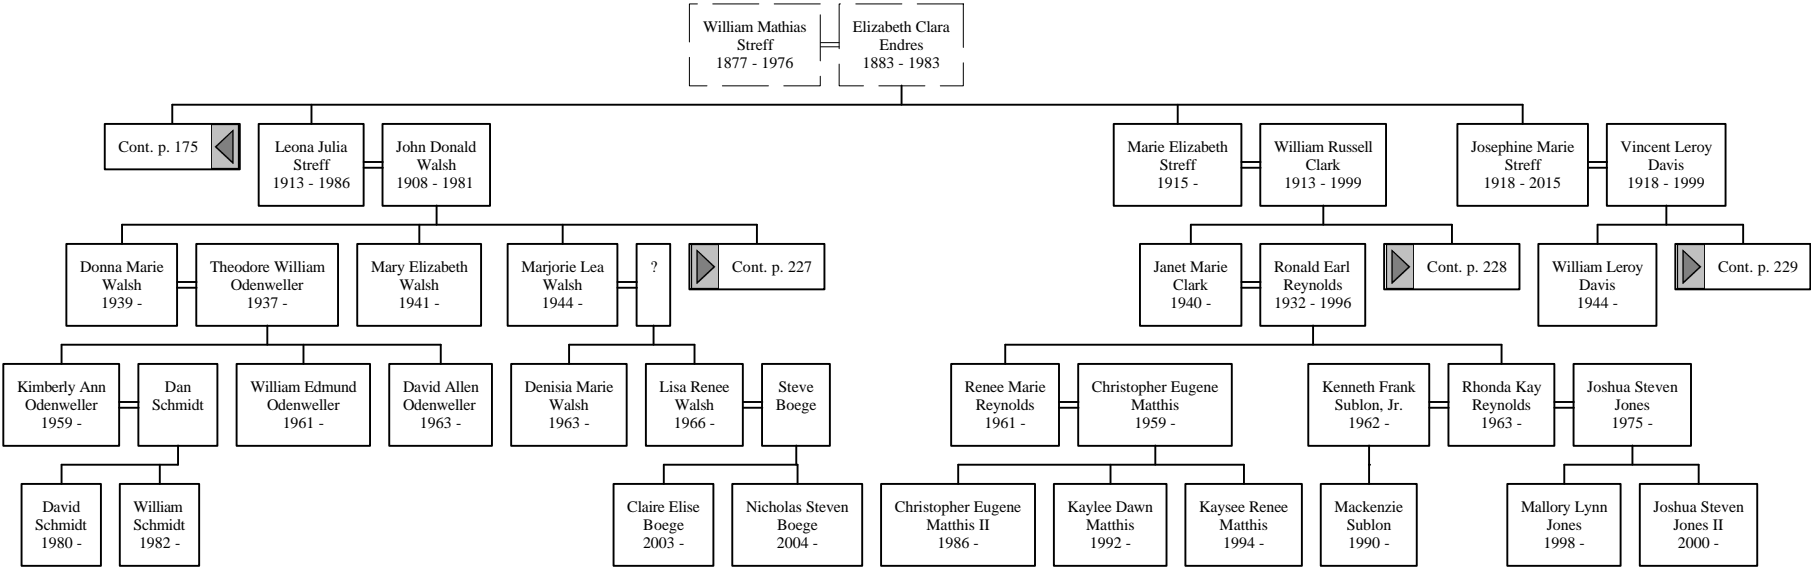 William Mathias
Streff
1877 - 1976
Elizabeth Clara
Endres
1883 - 1983
Cont. p. 175
Leona Julia
Streff
1913 - 1986
John Donald
Walsh
1908 - 1981
Marie Elizabeth
Streff
1915 -
William Russell
Clark
1913 - 1999
Josephine Marie
Streff
1918 - 2015
Vincent Leroy
Davis
1918 - 1999
Donna Marie
Walsh
1939 -
Theodore William
Odenweller
1937 -
Mary Elizabeth
Walsh
1941 -
Marjorie Lea
Walsh
1944 -
?
Cont. p. 227
Janet Marie
Clark
1940 -
Ronald Earl
Reynolds
1932 - 1996
Cont. p. 228
William Leroy
Davis
1944 -
Cont. p. 229
Kimberly Ann
Odenweller
1959 -
Dan
Schmidt
William Edmund
Odenweller
1961 -
David Allen
Odenweller
1963 -
Denisia Marie
Walsh
1963 -
Lisa Renee
Walsh
1966 -
Steve
Boege
Renee Marie
Reynolds
1961 -
Christopher Eugene
Matthis
1959 -
Kenneth Frank
Sublon, Jr.
1962 -
Rhonda Kay
Reynolds
1963 -
Joshua Steven
Jones
1975 -
David
Schmidt
1980 -
William
Schmidt
1982 -
Claire Elise
Boege
2003 -
Nicholas Steven
Boege
2004 -
Christopher Eugene
Matthis II
1986 -
Kaylee Dawn
Matthis
1992 -
Kaysee Renee
Matthis
1994 -
Mackenzie
Sublon
1990 -
Mallory Lynn
Jones
1998 -
Joshua Steven
Jones II
2000 -